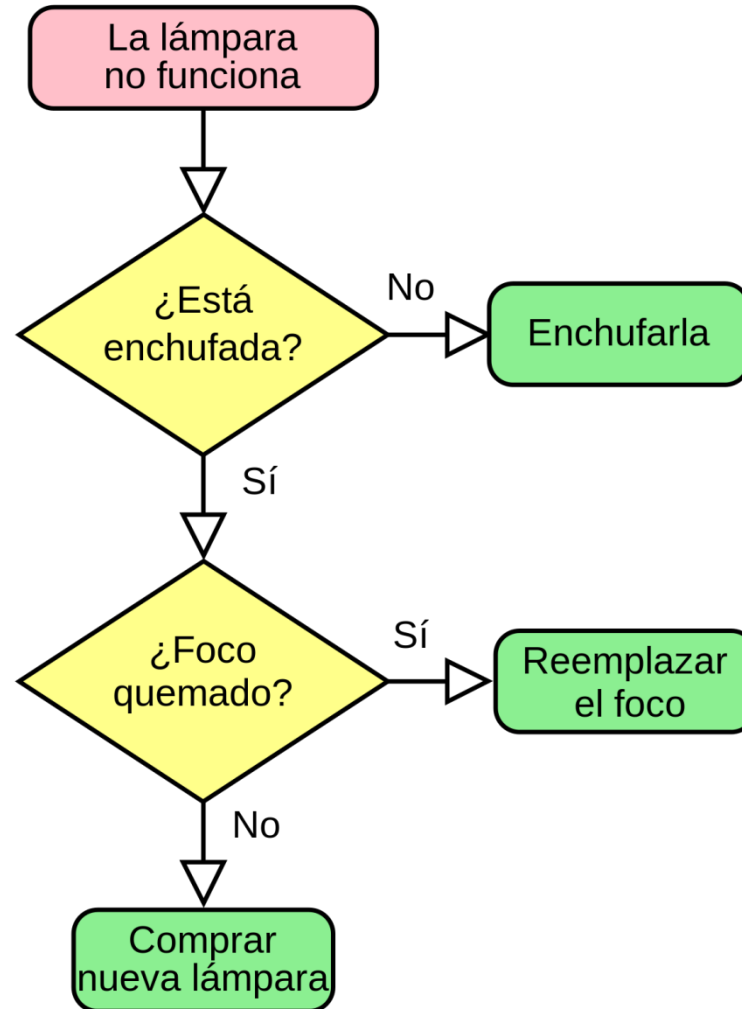 La lámpara
no funciona
¿Está
enchufada?
No
Enchufarla
Sí
¿Foco
quemado?
Sí
Reemplazar
el foco
No
Comprar
nueva lámpara